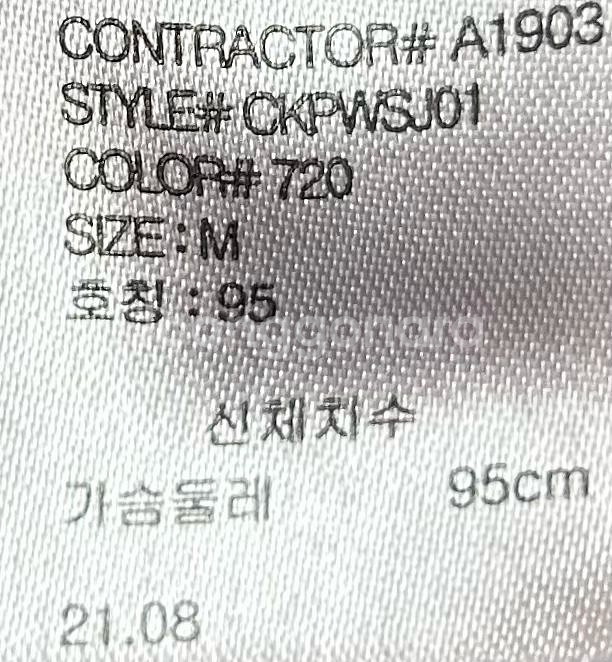 CONTRACTOR# A1903
STYLE# CKPWSJ01
COLOR# 720
SIZE : M
호칭 : 95
신체치수
가슴둘레 95cm
21.08